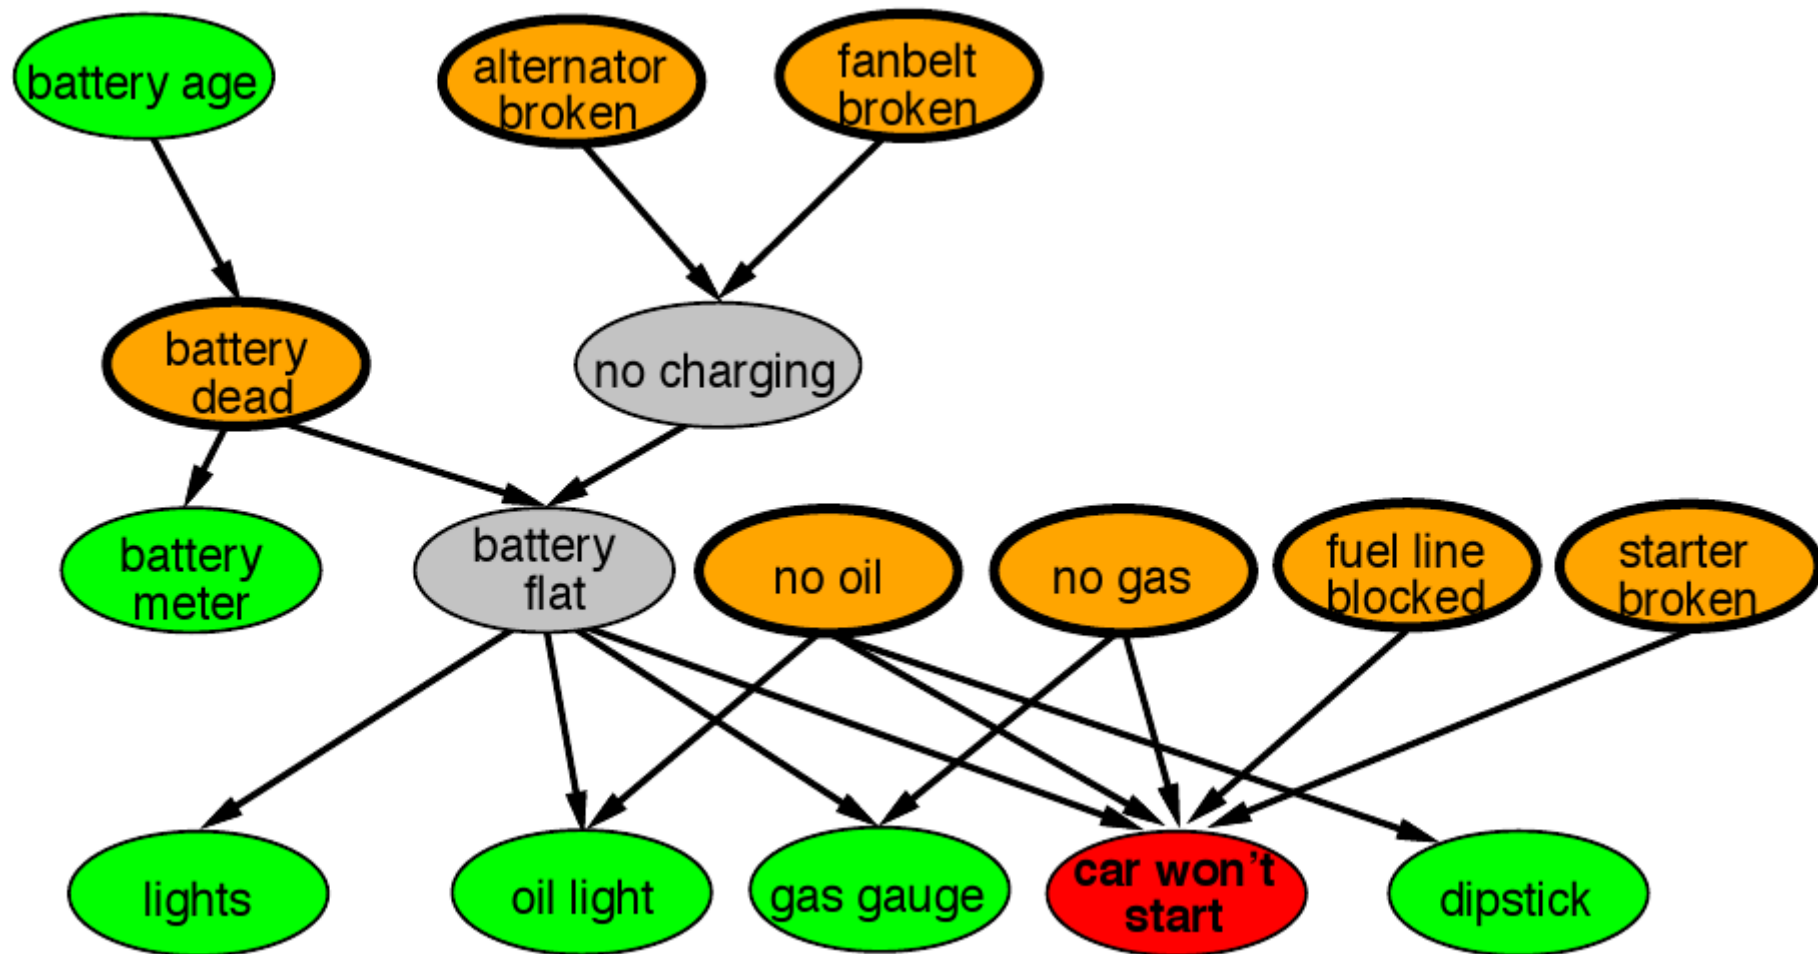 battery age
alternator
broken
fanbelt
broken
battery
dead
no charging
battery
meter
battery
flat
no oil
no gas
fuel line
blocked
starter
broken
lights
oil light
gas gauge
car won't
start
dipstick